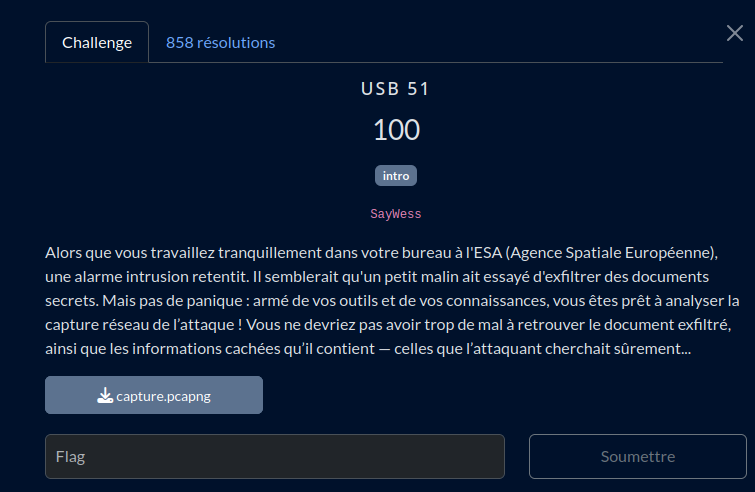 Challenge
858 résolutions
USB 51
100
intro
SayWess
Alors que vous travaillez tranquillement dans votre bureau à l'ESA (Agence Spatiale Européenne),
une alarme intrusion retentit. Il semblerait qu'un petit malin ait essayé d'exfiltrer des documents
secrets. Mais pas de panique : armé de vos outils et de vos connaissances, vous êtes prêt à analyser la
capture réseau de l’attaque ! Vous ne devriez pas avoir trop de mal à retrouver le document exfiltré,
ainsi que les informations cachées qu’il contient — celles que l’attaquant cherchait sûrement...
capture.pcapng
Flag
Soumettre